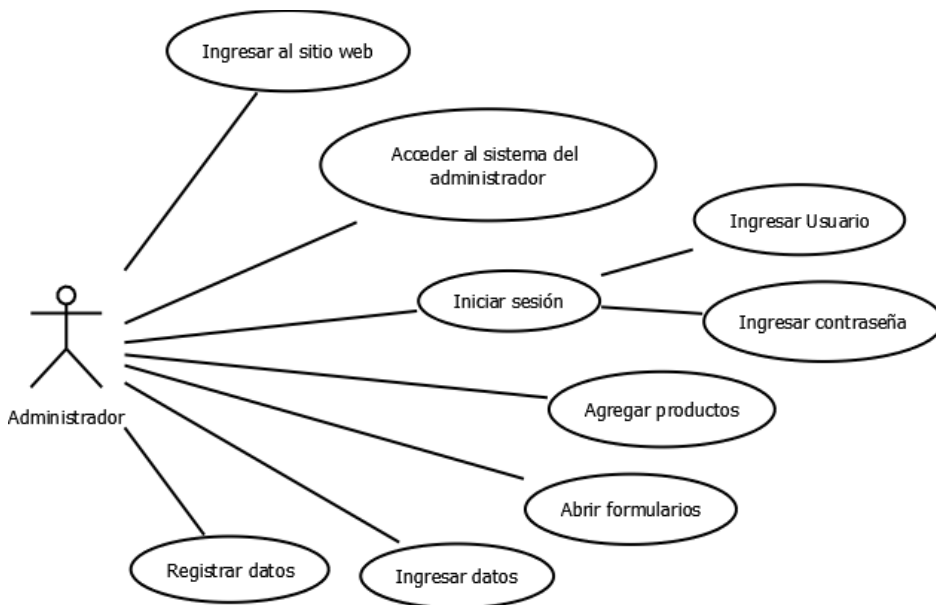 Ingresar al sitio web
Acceder al sistema del
administrador
Ingresar Usuario
Iniciar sesión
Ingresar contraseña
Administrador
Agregar productos
Abrir formularios
Registrar datos
Ingresar datos